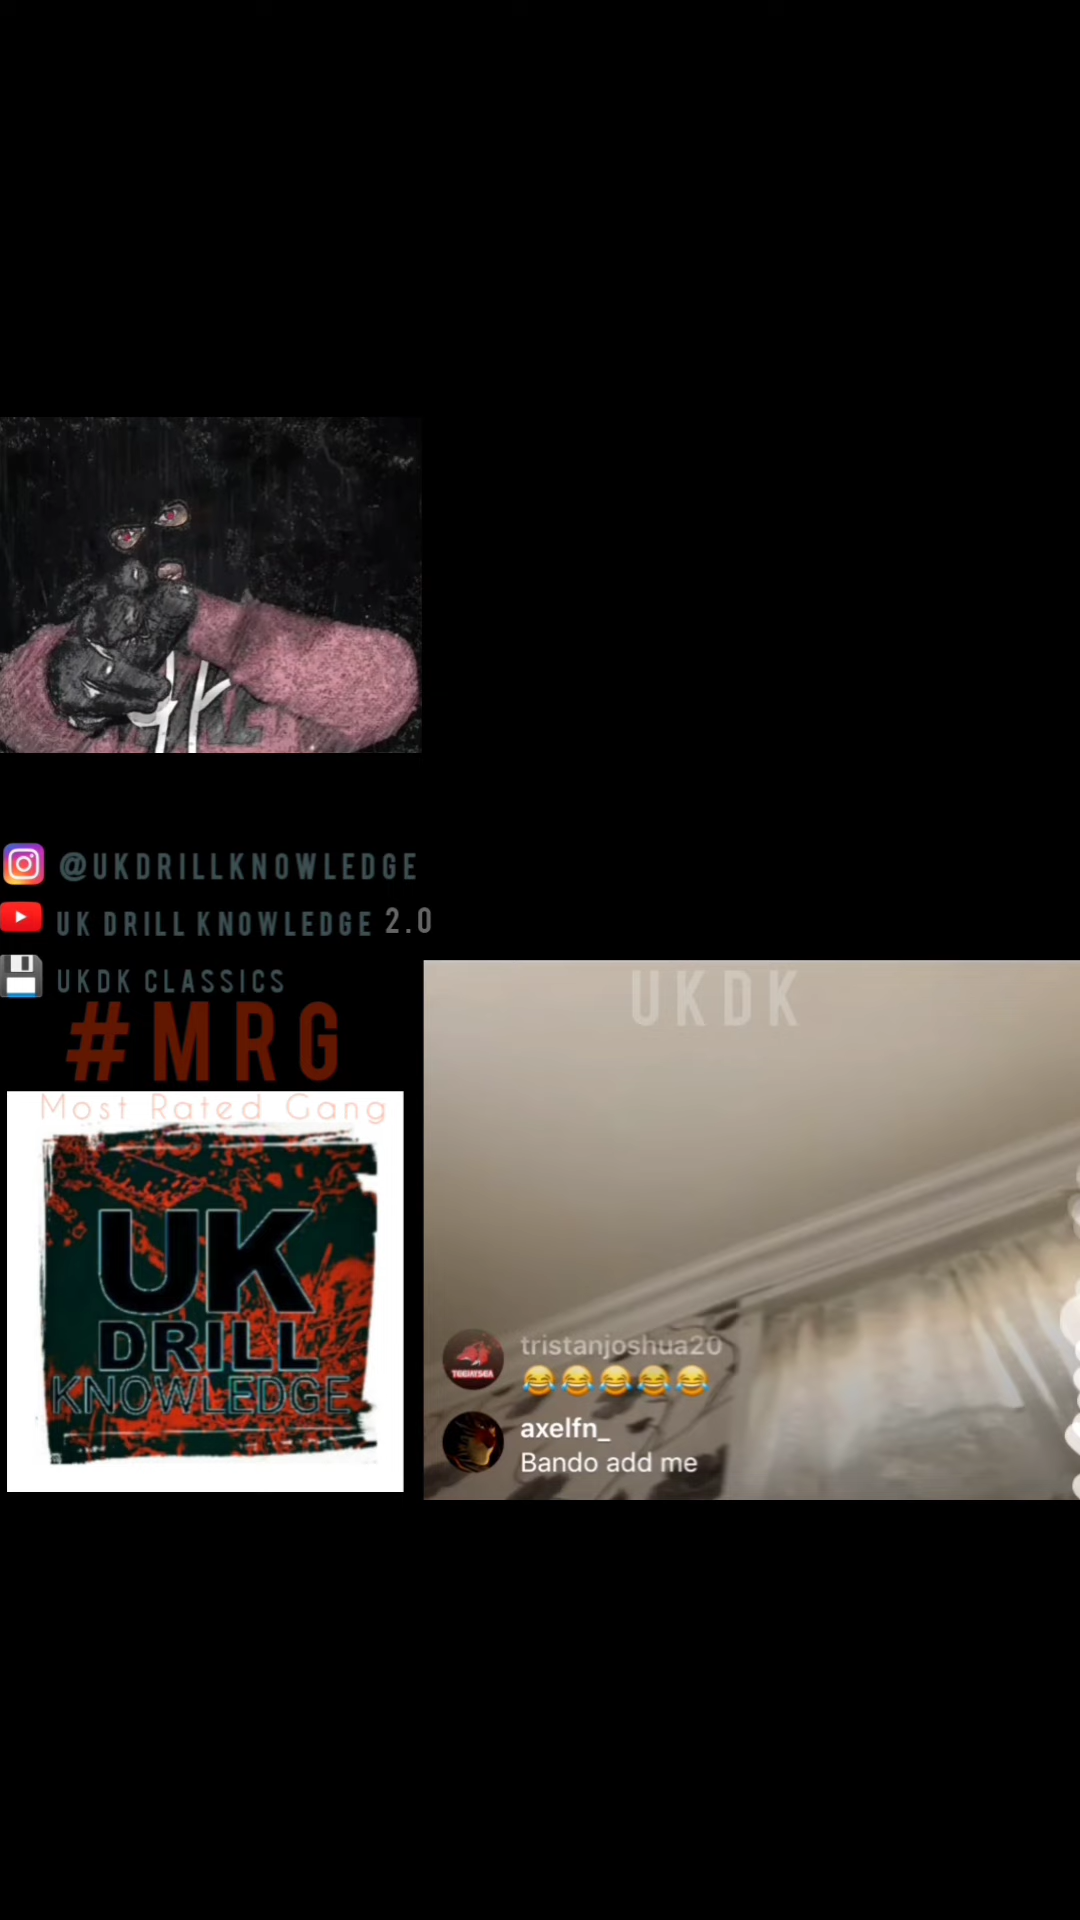 @UKDRILLKNOWLEDGE
UK DRILL KNOWLEDGE 2.0
UKDK CLASSICS
#MRG
Most Rated Gang
UK
DRILL
KNOWLEDGE
UKDK
tristanjoshua20
😂😂😂😂😂
axelfn_
Bando add me